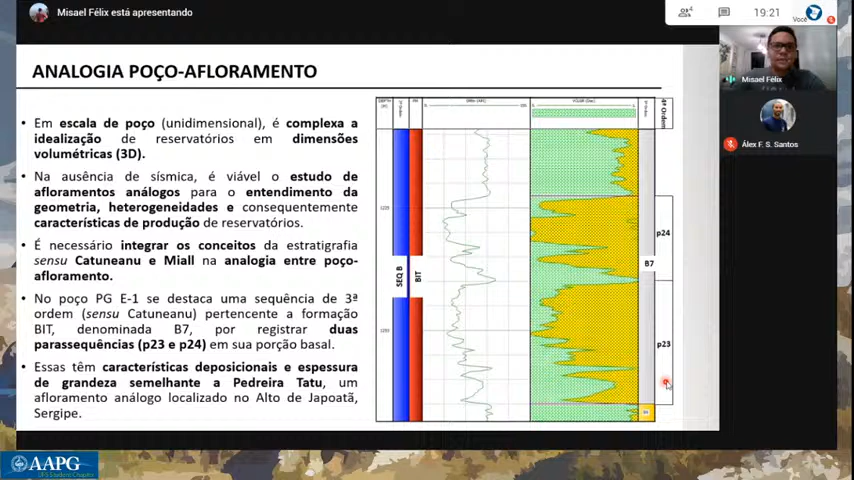 Misael Félix está apresentando
4
19:21
Você
Misael Félix
Álex F. S. Santos
ANALOGIA POÇO-AFLORAMENTO
• Em escala de poço (unidimensional), é complexa a
idealização de reservatórios em dimensões
volumétricas (3D).
• Na ausência de sísmica, é viável o estudo de
afloramentos análogos para o entendimento da
geometria, heterogeneidades e consequentemente
características de produção de reservatórios.
• É necessário integrar os conceitos da estratigrafia
sensu Catuneanu e Miall na analogia entre poço-
afloramento.
• No poço PG E-1 se destaca uma sequência de 3ª
ordem (sensu Catuneanu) pertencente a formação
BIT, denominada B7, por registrar duas
parassequências (p23 e p24) em sua porção basal.
• Essas têm características deposicionais e espessura
de grandeza semelhante a Pedreira Tatu, um
afloramento análogo localizado no Alto de Japoatã,
Sergipe.
4ª Ordem
1225
1250
SEQ B
BIT
p24
B7
p23
AAPG
UFS Student Chapter